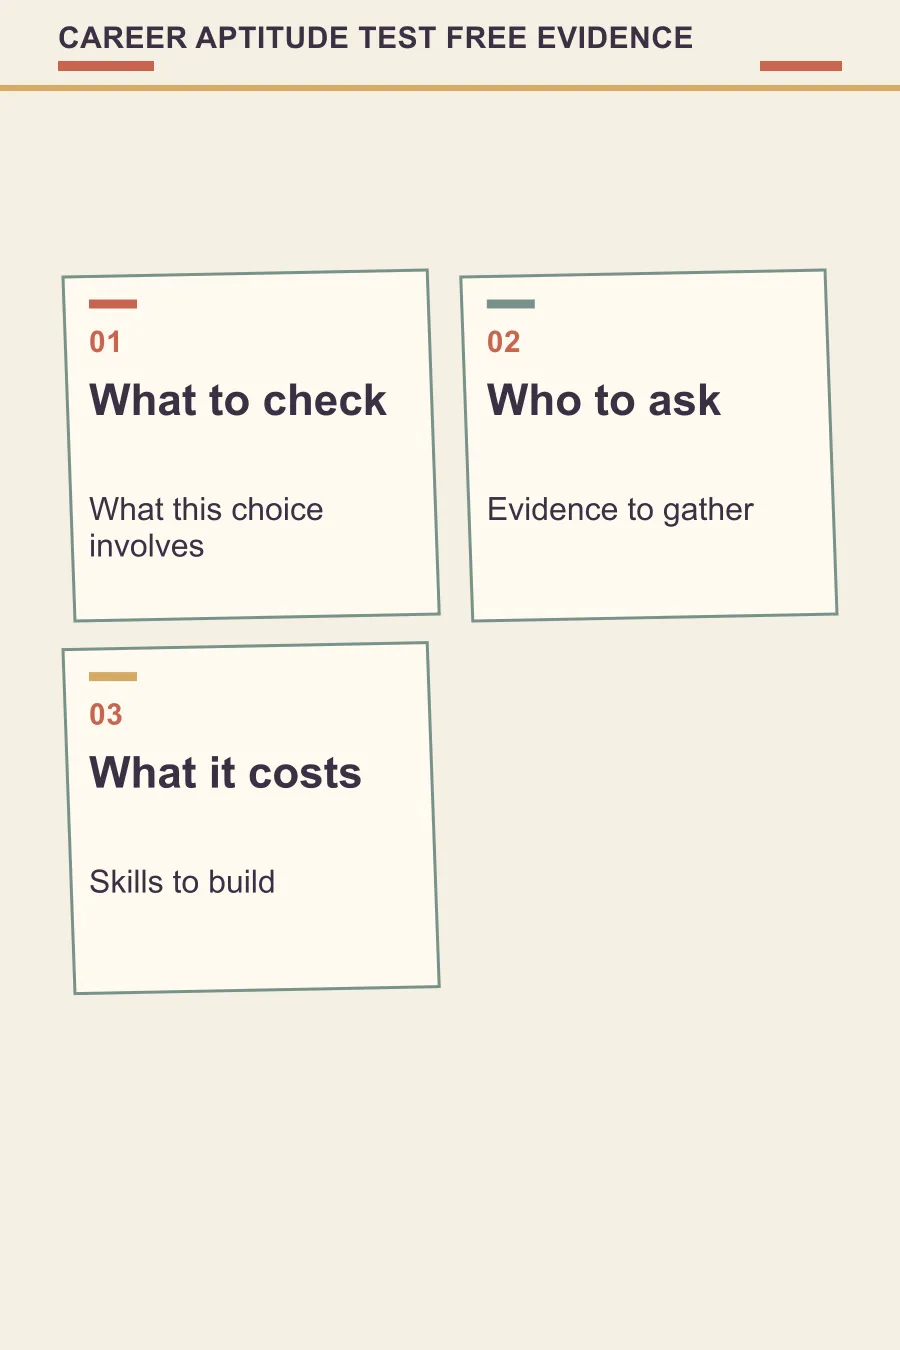 CAREER APTITUDE TEST FREE EVIDENCE
01
What to check
What this choice
involves
02
Who to ask
Evidence to gather
03
What it costs
Skills to build